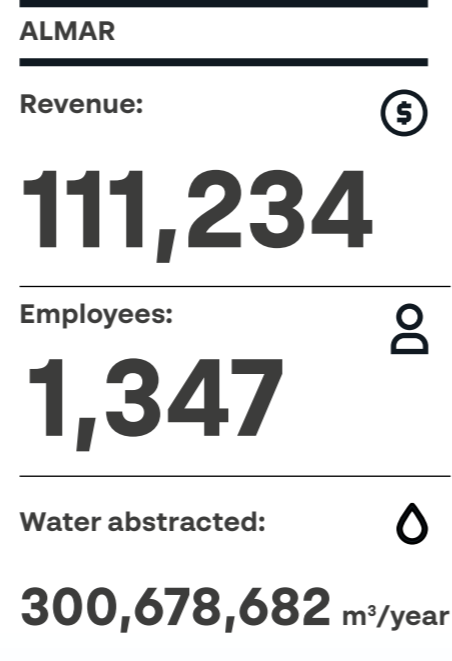 ALMAR
Revenue:
$
111,234
Employees:
1,347
Water abstracted:
300,678,682 m³/year